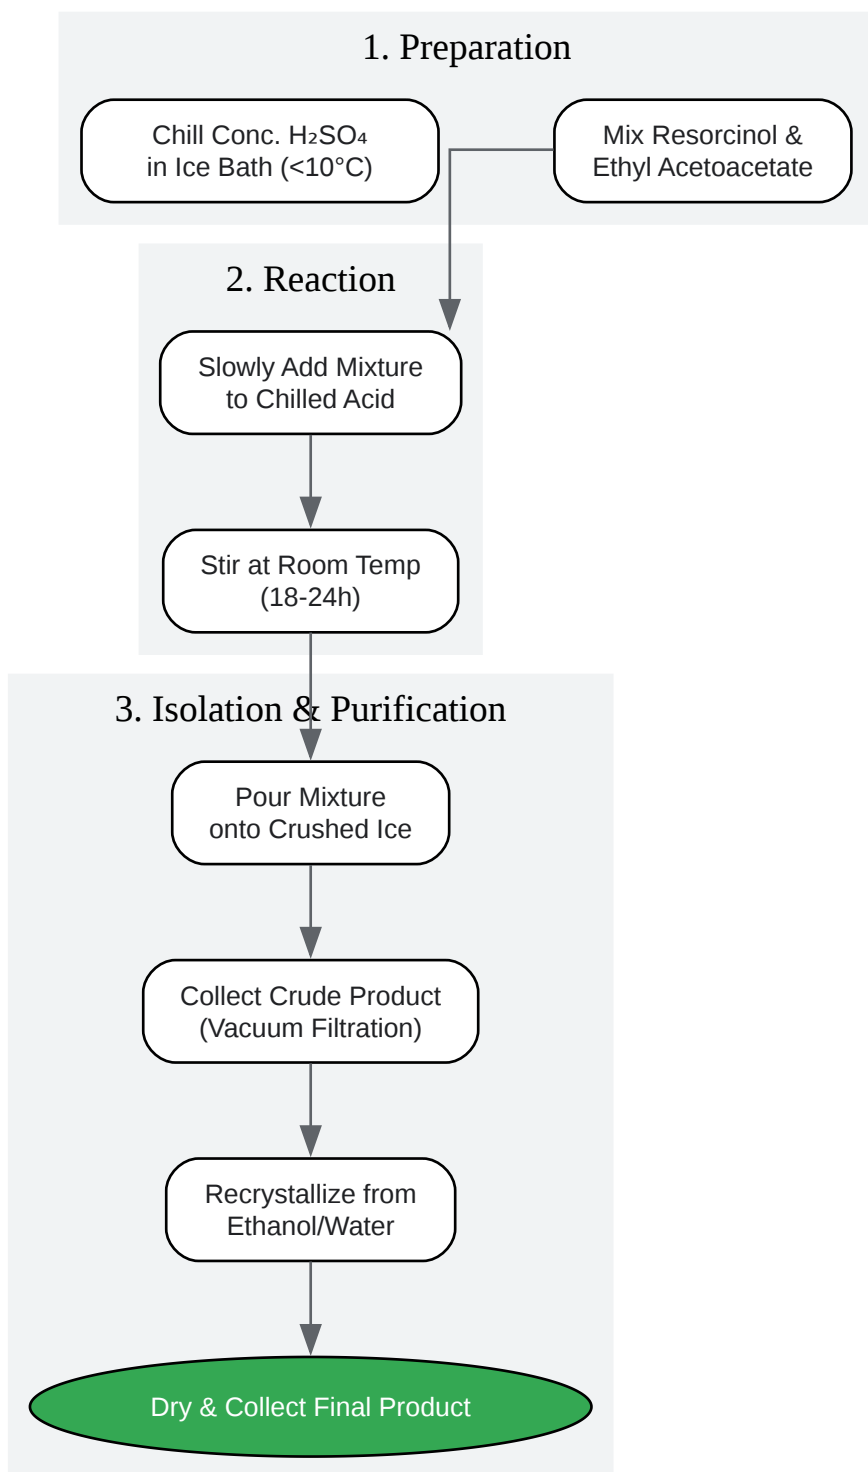 1. Preparation
Chill Conc. H₂SO₄
in Ice Bath (<10°C)
Mix Resorcinol &
Ethyl Acetoacetate
2. Reaction
Slowly Add Mixture
to Chilled Acid
Stir at Room Temp
(18-24h)
3. Isolation & Purification
Pour Mixture
onto Crushed Ice
Collect Crude Product
(Vacuum Filtration)
Recrystallize from
Ethanol/Water
Dry & Collect Final Product